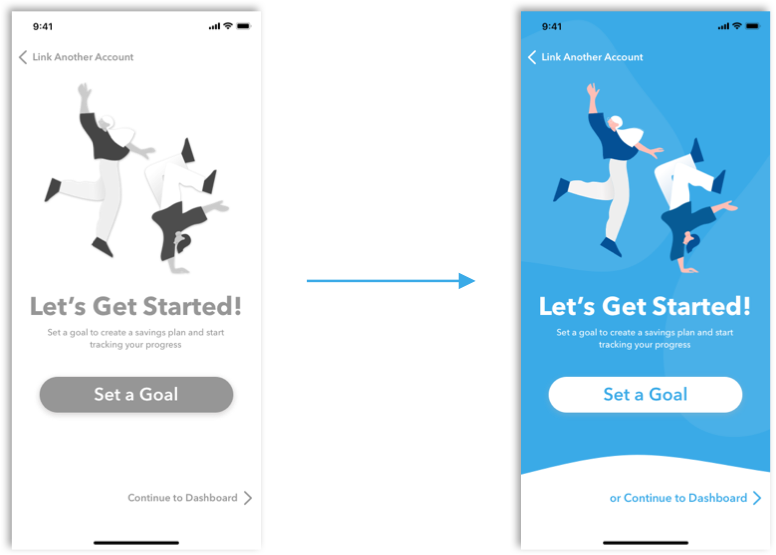 9:41
Link Another Account
Let's Get Started!
Set a goal to create a savings plan and start
tracking your progress
Set a Goal
Continue to Dashboard
9:41
Link Another Account
Let's Get Started!
Set a goal to create a savings plan and start
tracking your progress
Set a Goal
or Continue to Dashboard